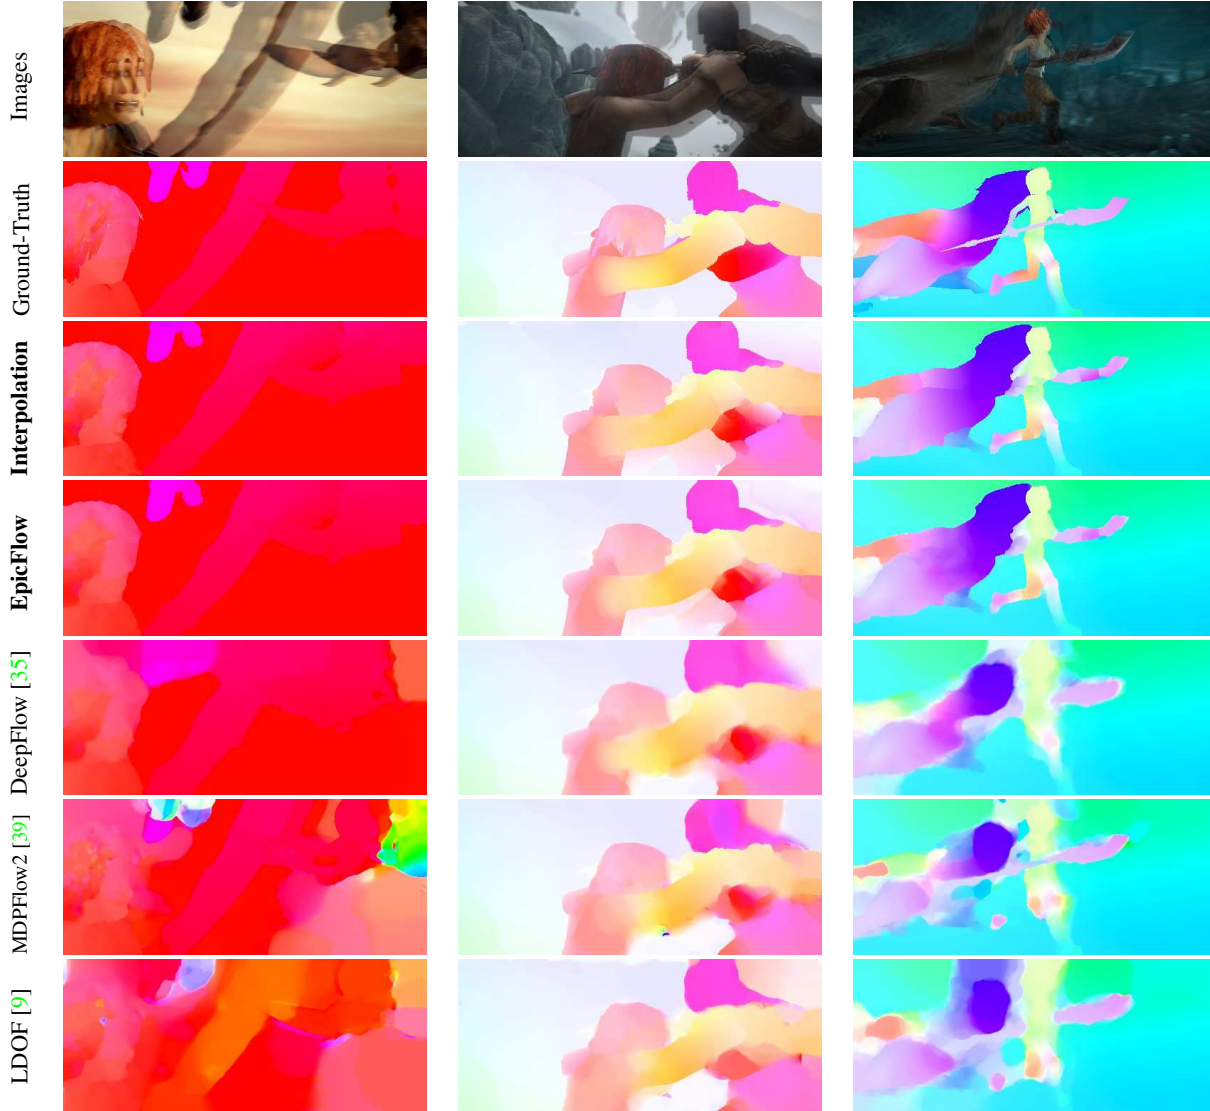 Images
Ground-Truth
Interpolation
EpicFlow
DeepFlow [35]
MDPFlow2 [39]
LDOF [9]